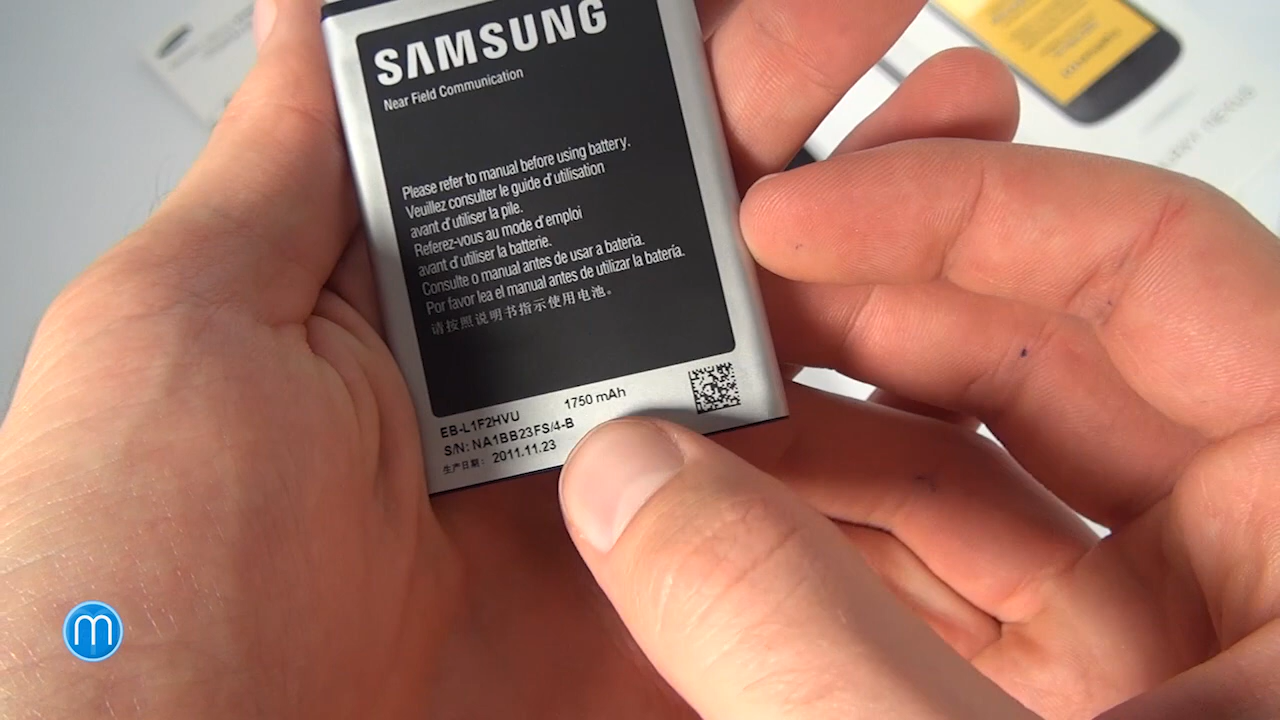 SAMSUNG
Near Field Communication
Please refer to manual before using battery.
Veuillez consulter le guide d'utilisation
avant d'utiliser la pile.
Referez-vous au mode d'emploi
avant d'utiliser la batterie.
Consulte o manual antes de usar a bateria.
Por favor lea el manual antes de utilizar la batería.
请按照说明书指示使用电池。
EB-L1F2HVU 1750 mAh
S/N: NA1BB23FS/4-B
生产日期: 2011.11.23
m